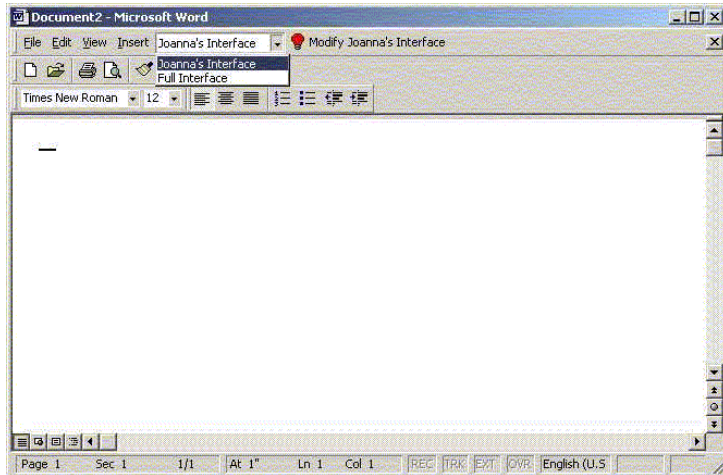 Document2 - Microsoft Word
File Edit View Insert Joanna's Interface Modify Joanna's Interface
Joanna's Interface
Full Interface
Times New Roman 12
Page 1 Sec 1 1/1 At 1" Ln 1 Col 1 REC TRK EXT OVR English (U.S